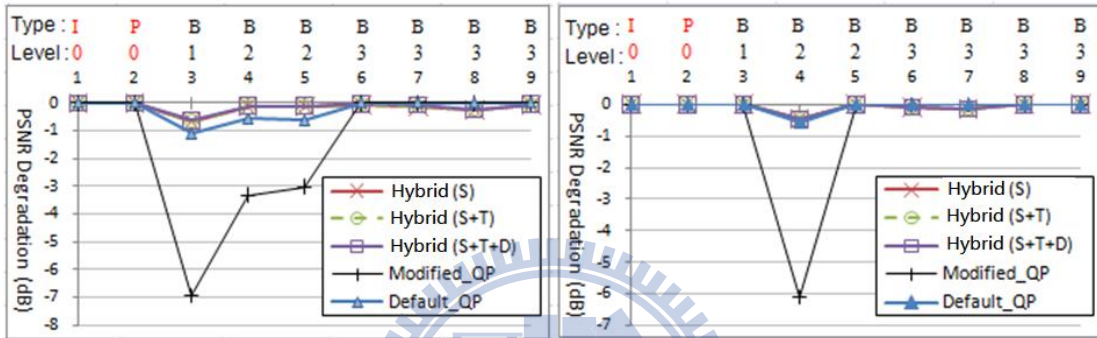 Type : I P B B B B B B B
Level : 0 0 1 2 2 3 3 3 3
1 2 3 4 5 6 7 8 9
0
-1
-2
-3
-4
-5
-6
-7
-8
PSNR Degradation (dB)
Hybrid (S)
Hybrid (S+T)
Hybrid (S+T+D)
Modified_QP
Default_QP
Type : I P B B B B B B B
Level : 0 0 1 2 2 3 3 3 3
1 2 3 4 5 6 7 8 9
0
-1
-2
-3
-4
-5
-6
-7
PSNR Degradation (dB)
Hybrid (S)
Hybrid (S+T)
Hybrid (S+T+D)
Modified_QP
Default_QP